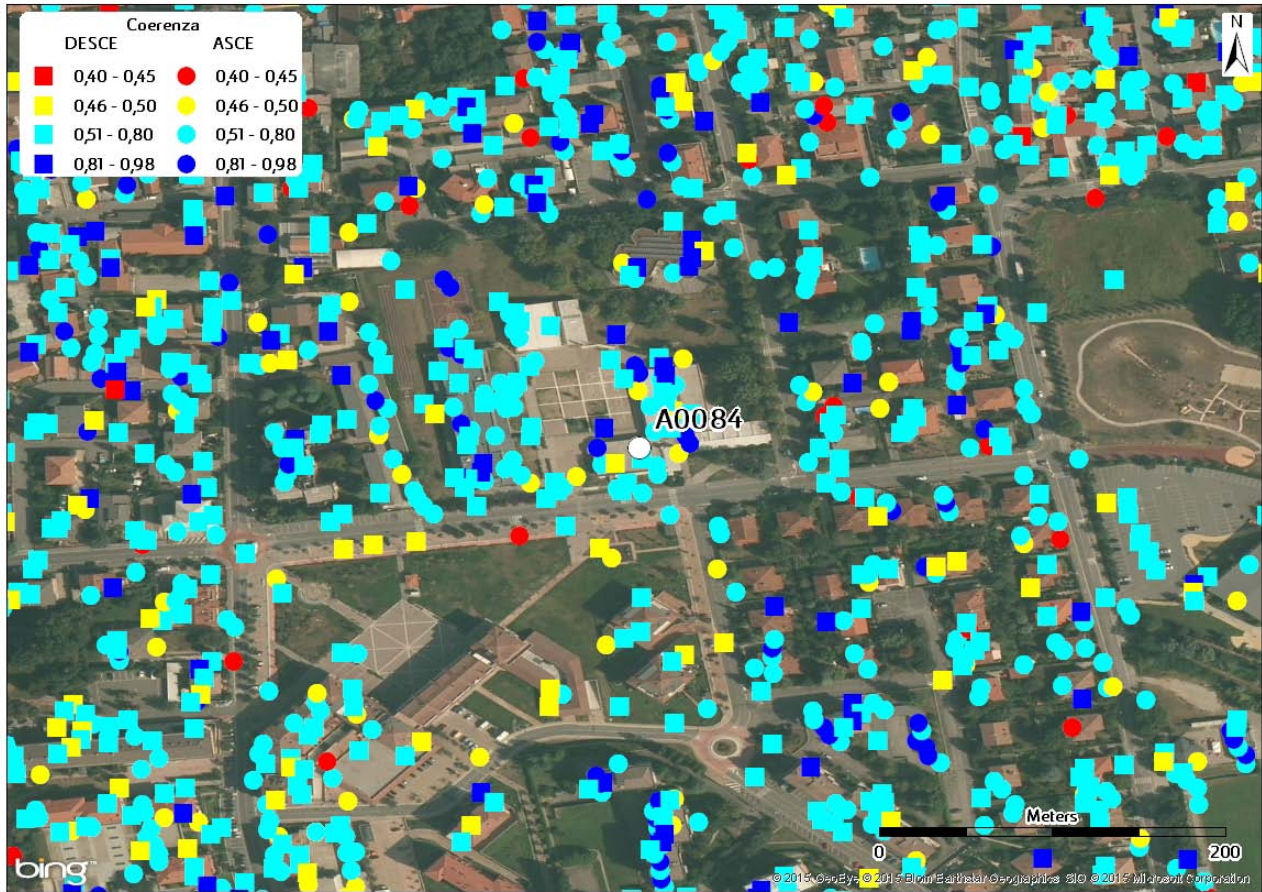 Coerenza
DESCE ASCE
0,40 - 0,45 0,40 - 0,45
0,46 - 0,50 0,46 - 0,50
0,51 - 0,80 0,51 - 0,80
0,81 - 0,98 0,81 - 0,98
N
A0084
Meters
0 200
bing™
© 2015 GeoEye © 2015 Blom Earthstar Geographics SIO © 2015 Microsoft Corporation